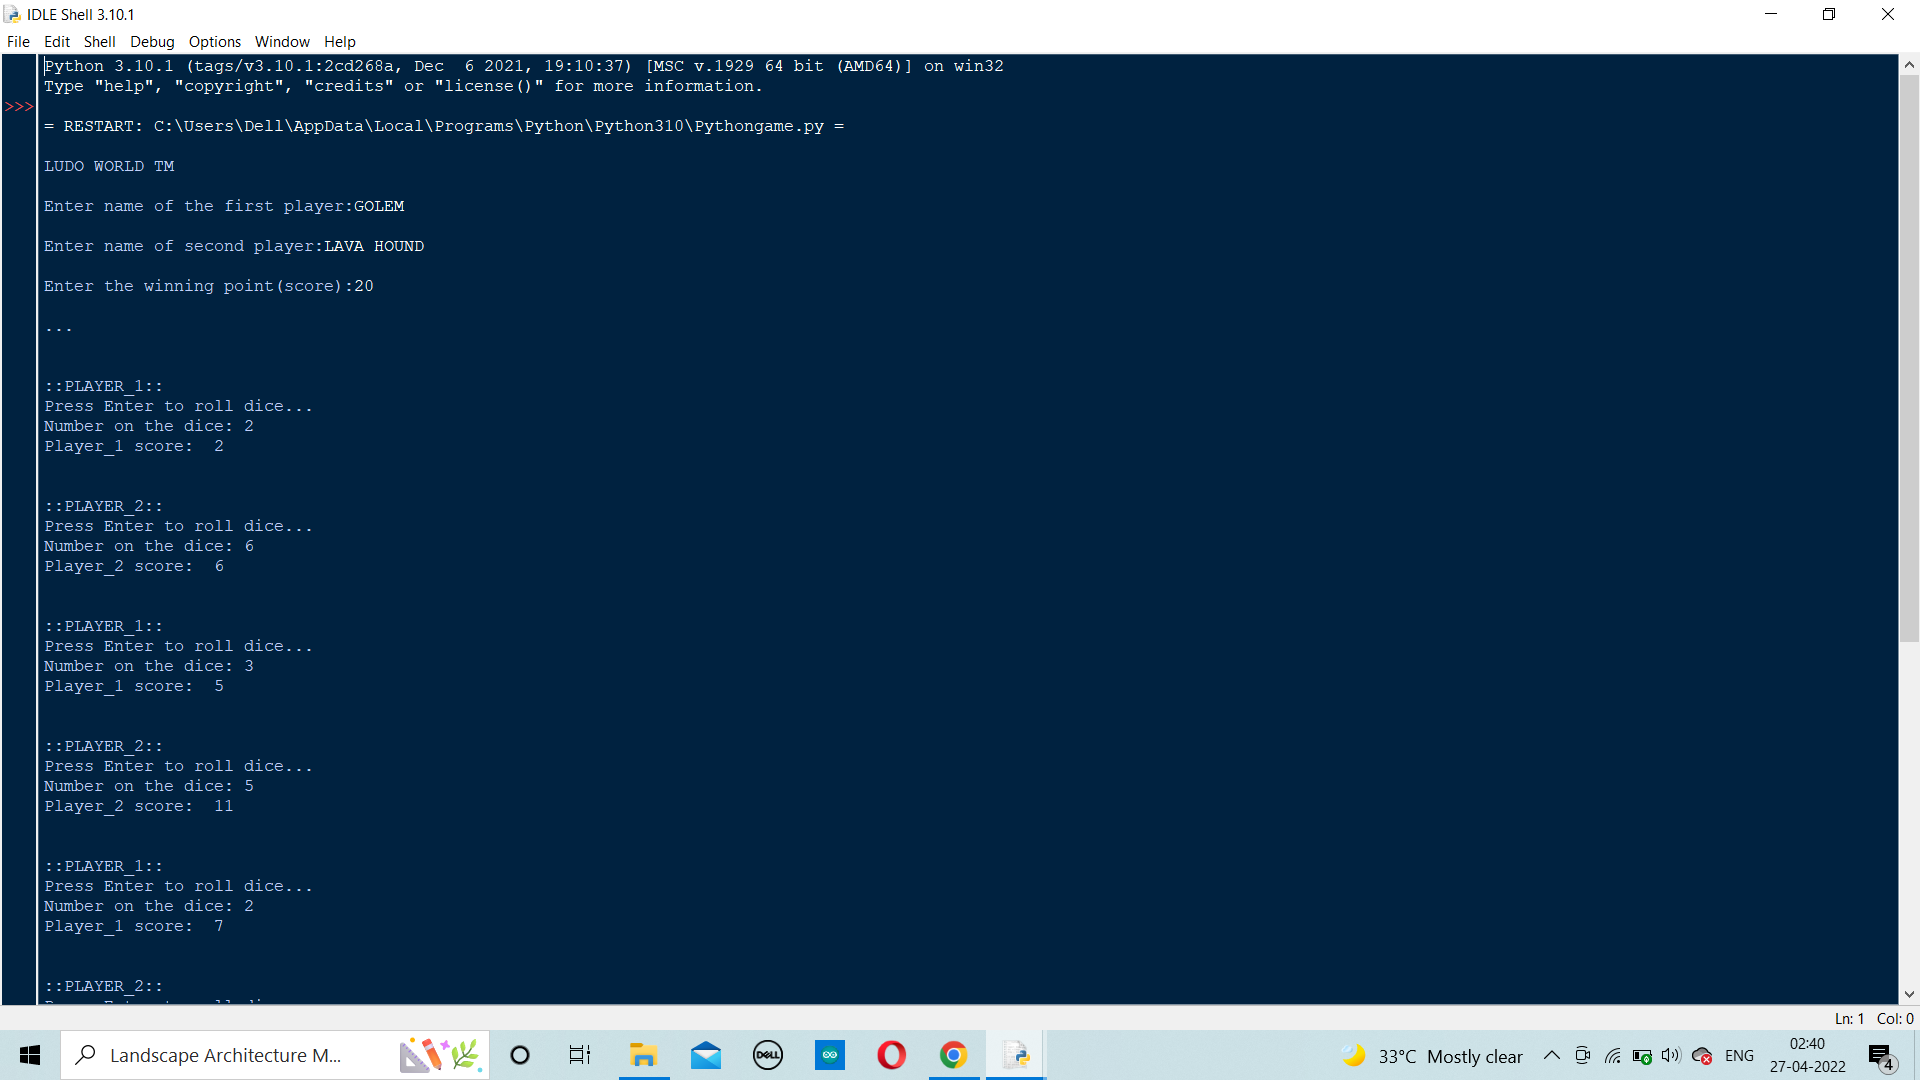 IDLE Shell 3.10.1
File Edit Shell Debug Options Window Help
Python 3.10.1 (tags/v3.10.1:2cd268a, Dec  6 2021, 19:10:37) [MSC v.1929 64 bit (AMD64)] on win32
Type "help", "copyright", "credits" or "license()" for more information.
>>>
= RESTART: C:\Users\Dell\AppData\Local\Programs\Python\Python310\Pythongame.py =
LUDO WORLD TM
Enter name of the first player:GOLEM
Enter name of second player:LAVA HOUND
Enter the winning point(score):20
...
::PLAYER_1::
Press Enter to roll dice...
Number on the dice: 2
Player_1 score:  2
::PLAYER_2::
Press Enter to roll dice...
Number on the dice: 6
Player_2 score:  6
::PLAYER_1::
Press Enter to roll dice...
Number on the dice: 3
Player_1 score:  5
::PLAYER_2::
Press Enter to roll dice...
Number on the dice: 5
Player_2 score:  11
::PLAYER_1::
Press Enter to roll dice...
Number on the dice: 2
Player_1 score:  7
::PLAYER_2::
Ln: 1 Col: 0
Landscape Architecture M...
DELL
33°C Mostly clear
ENG
02:40
27-04-2022
4